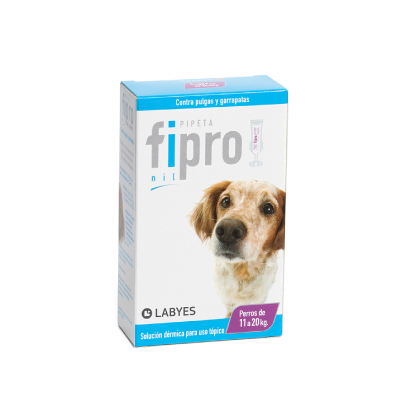 Contra pulgas y garrapatas
PIPETA
fipro
nil
LABYES
Perros de
11 a 20 kg.
Solución dérmica para uso tópico